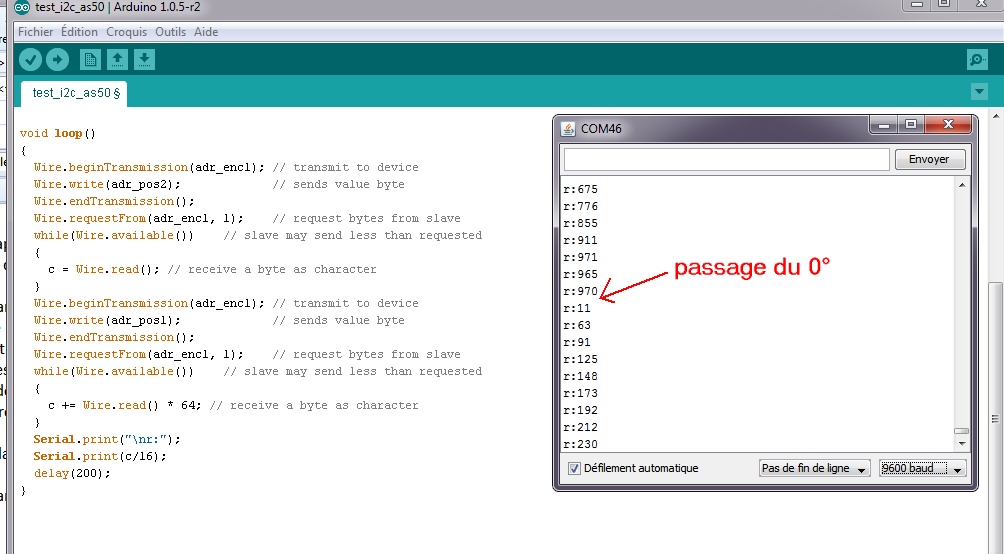 test_i2c_as50 | Arduino 1.0.5-r2
Fichier Édition Croquis Outils Aide
test_i2c_as50 §
void loop()
{
Wire.beginTransmission(adr_enc1); // transmit to device
Wire.write(adr_pos2); // sends value byte
Wire.endTransmission();
Wire.requestFrom(adr_enc1, 1); // request bytes from slave
while(Wire.available()) // slave may send less than requested
{
c = Wire.read(); // receive a byte as character
}
Wire.beginTransmission(adr_enc1); // transmit to device
Wire.write(adr_pos1); // sends value byte
Wire.endTransmission();
Wire.requestFrom(adr_enc1, 1); // request bytes from slave
while(Wire.available()) // slave may send less than requested
{
c += Wire.read() * 64; // receive a byte as character
}
Serial.print("\nr:");
Serial.print(c/16);
delay(200);
}
COM46
Envoyer
r:675
r:776
r:855
r:911
r:971
r:965
r:970
r:11
r:63
r:91
r:125
r:148
r:173
r:192
r:212
r:230
passage du 0°
Défilement automatique
Pas de fin de ligne
9600 baud